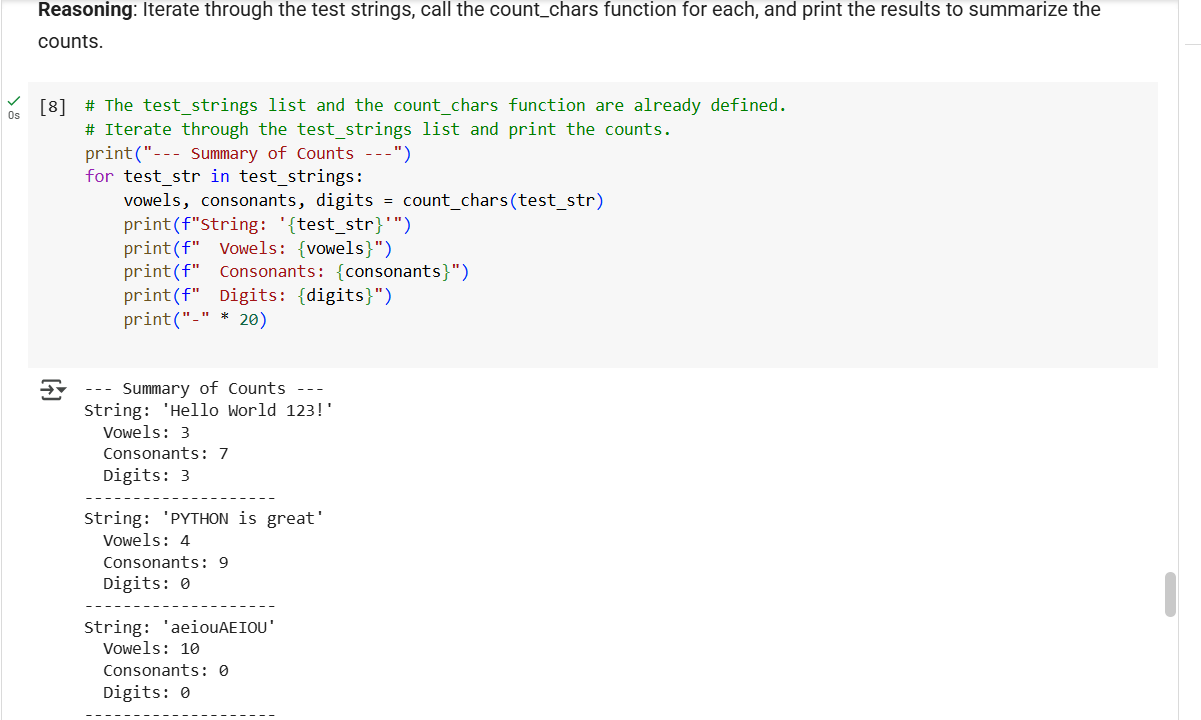 Reasoning: Iterate through the test strings, call the count_chars function for each, and print the results to summarize the
counts.
0s
[8]
# The test_strings list and the count_chars function are already defined.
# Iterate through the test_strings list and print the counts.
print("--- Summary of Counts ---")
for test_str in test_strings:
    vowels, consonants, digits = count_chars(test_str)
    print(f"String: '{test_str}'")
    print(f"  Vowels: {vowels}")
    print(f"  Consonants: {consonants}")
    print(f"  Digits: {digits}")
    print("-" * 20)
--- Summary of Counts ---
String: 'Hello World 123!'
  Vowels: 3
  Consonants: 7
  Digits: 3
--------------------
String: 'PYTHON is great'
  Vowels: 4
  Consonants: 9
  Digits: 0
--------------------
String: 'aeiouAEIOU'
  Vowels: 10
  Consonants: 0
  Digits: 0
--------------------